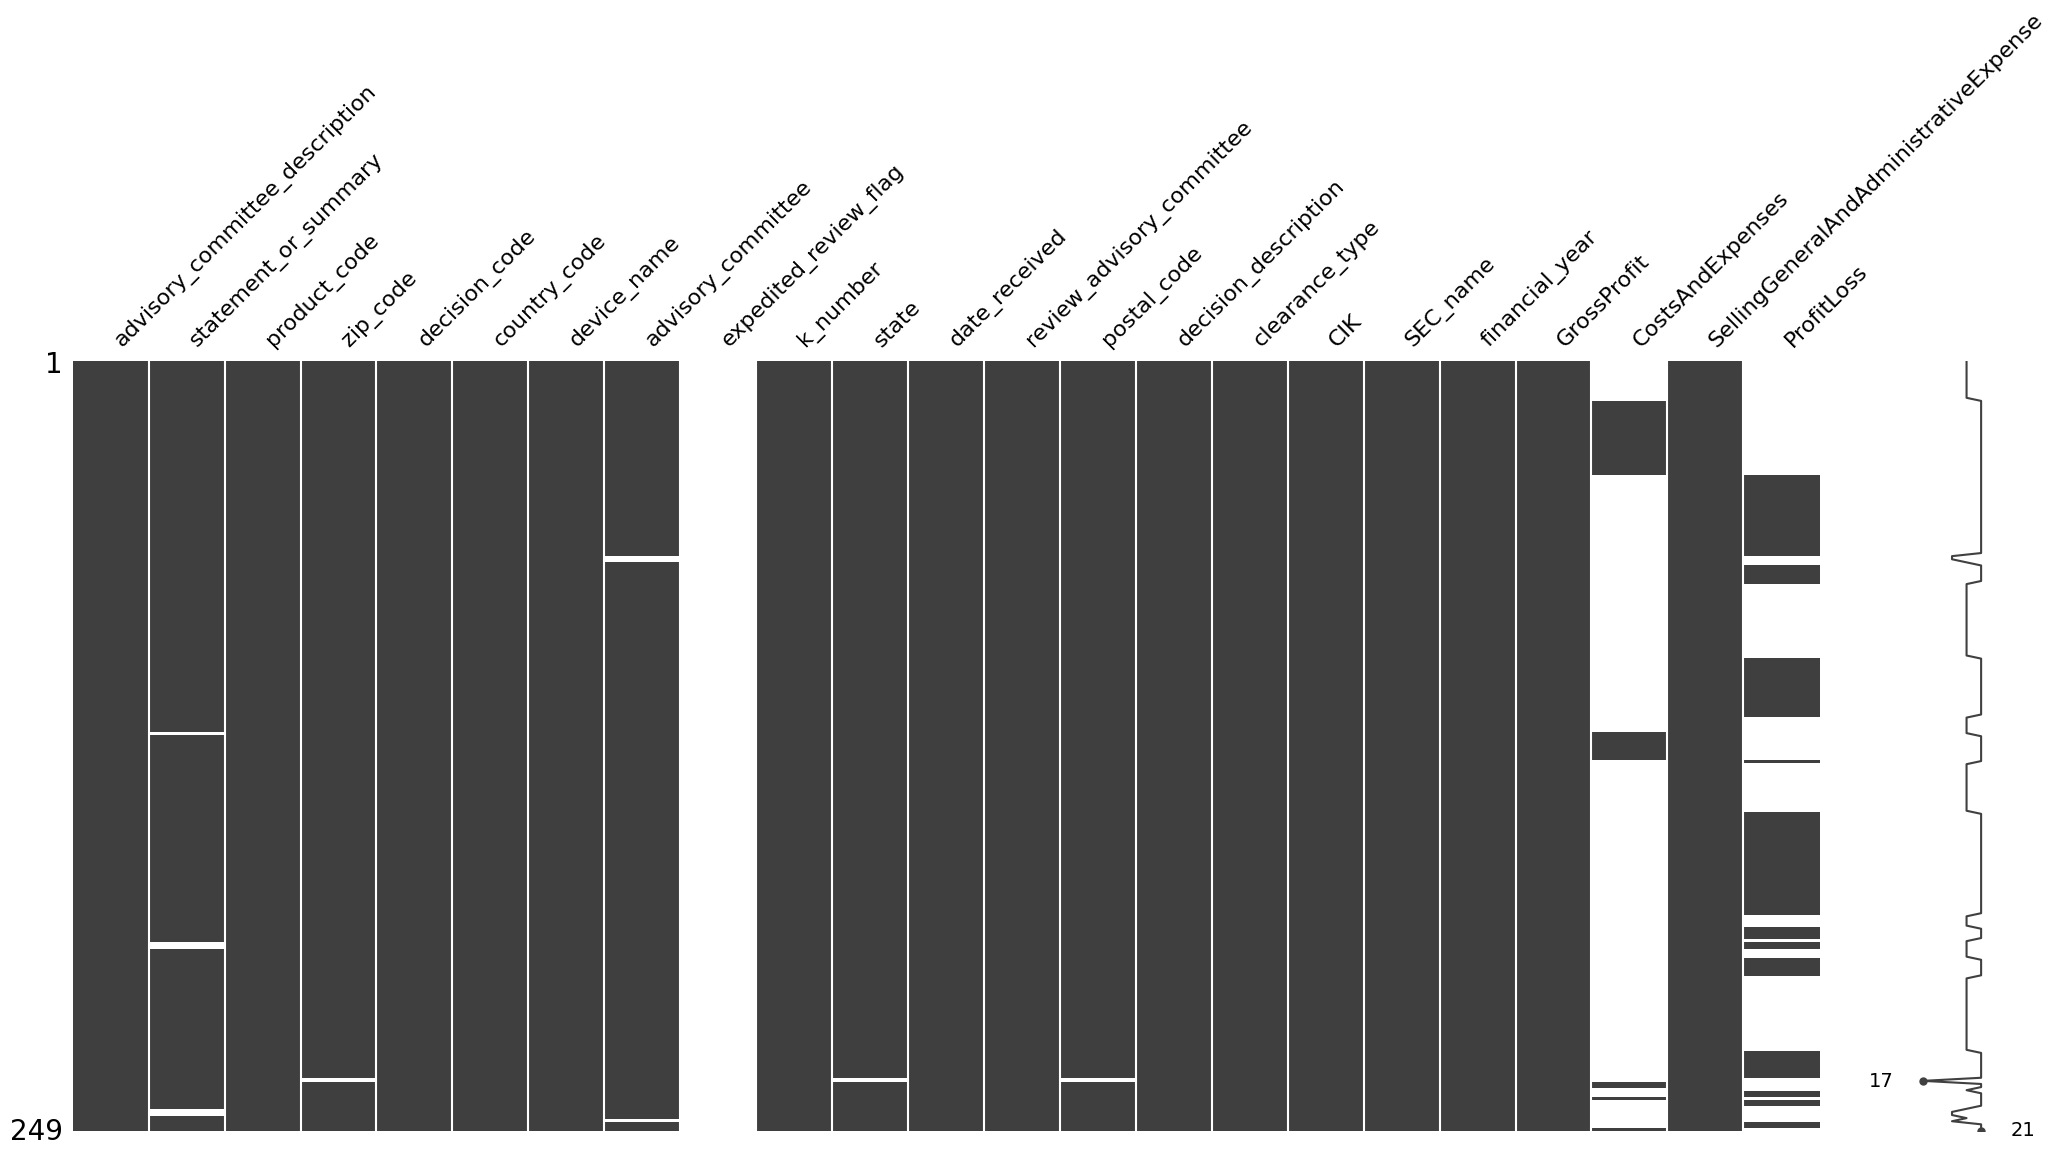 advisory_committee_description
statement_or_summary
product_code
zip_code
decision_code
country_code
device_name
advisory_committee
expedited_review_flag
k_number
state
date_received
review_advisory_committee
postal_code
decision_description
clearance_type
CIK
SEC_name
financial_year
GrossProfit
CostsAndExpenses
SellingGeneralAndAdministrativeExpense
ProfitLoss
1
249
17
21